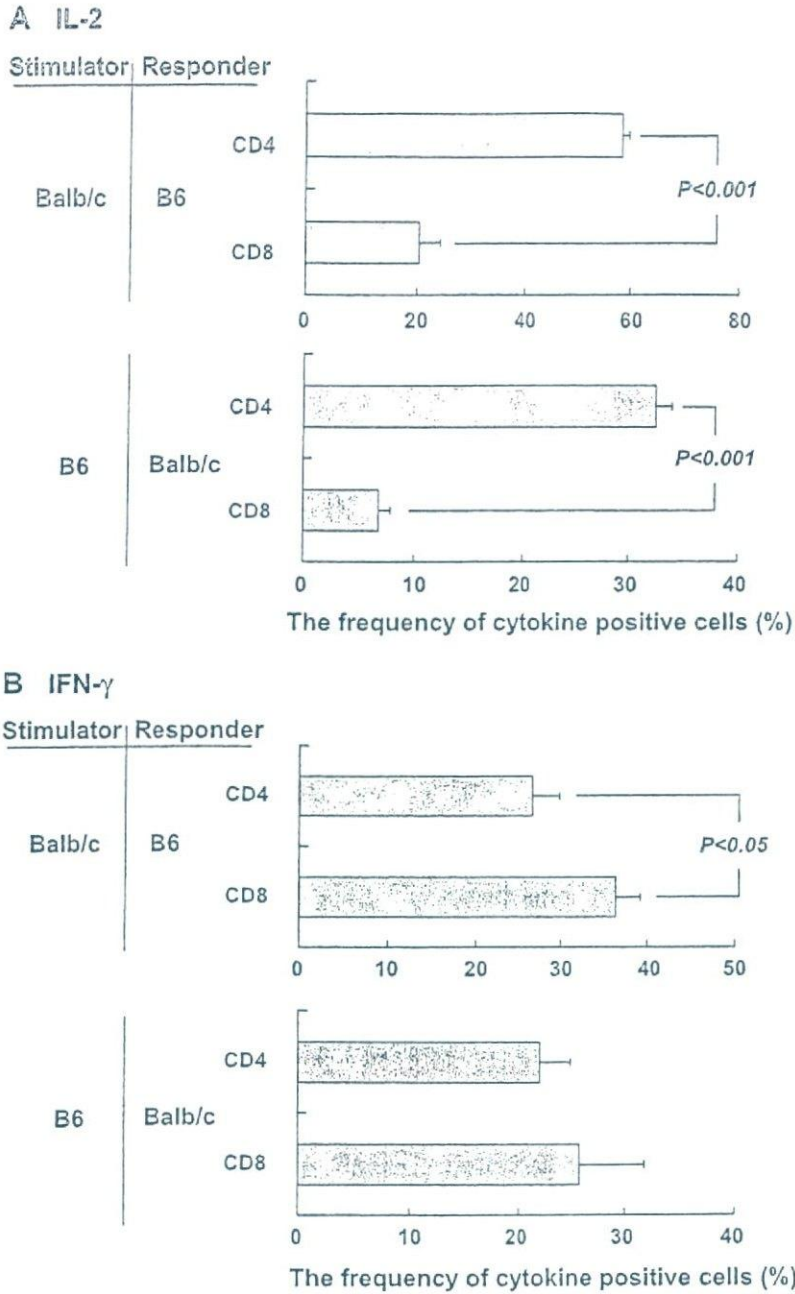 A IL-2
Stimulator Responder
CD4
Balb/c B6
P<0.001
CD8
0 20 40 60 80
CD4
B6 Balb/c
P<0.001
CD8
0 10 20 30 40
The frequency of cytokine positive cells (%)
B IFN-γ
Stimulator Responder
CD4
Balb/c B6
P<0.05
CD8
0 10 20 30 40 50
CD4
B6 Balb/c
CD8
0 10 20 30 40
The frequency of cytokine positive cells (%)